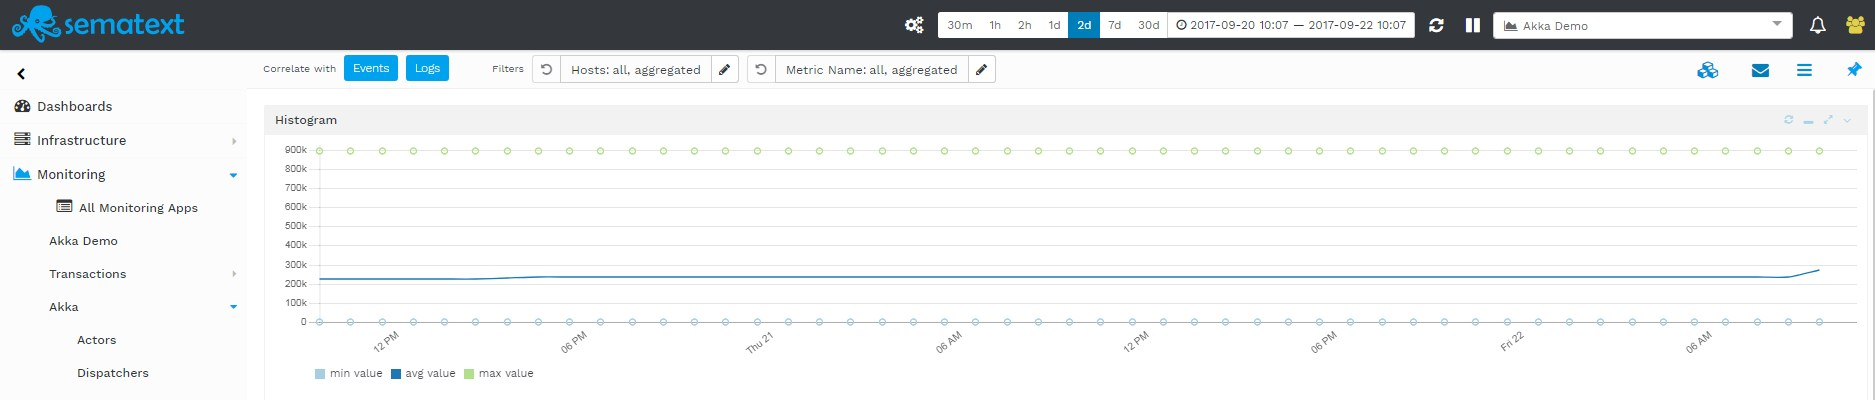 sematext
30m 1h 2h 1d 2d 7d 30d 2017-09-20 10:07 — 2017-09-22 10:07 Akka Demo
Correlate with Events Logs Filters Hosts: all, aggregated Metric Name: all, aggregated
Dashboards
Infrastructure
Monitoring
All Monitoring Apps
Akka Demo
Transactions
Akka
Actors
Dispatchers
Histogram
900k
800k
700k
600k
500k
400k
300k
200k
100k
0
12 PM 06 PM Thu 21 06 AM 12 PM 06 PM Fri 22 06 AM
min value avg value max value